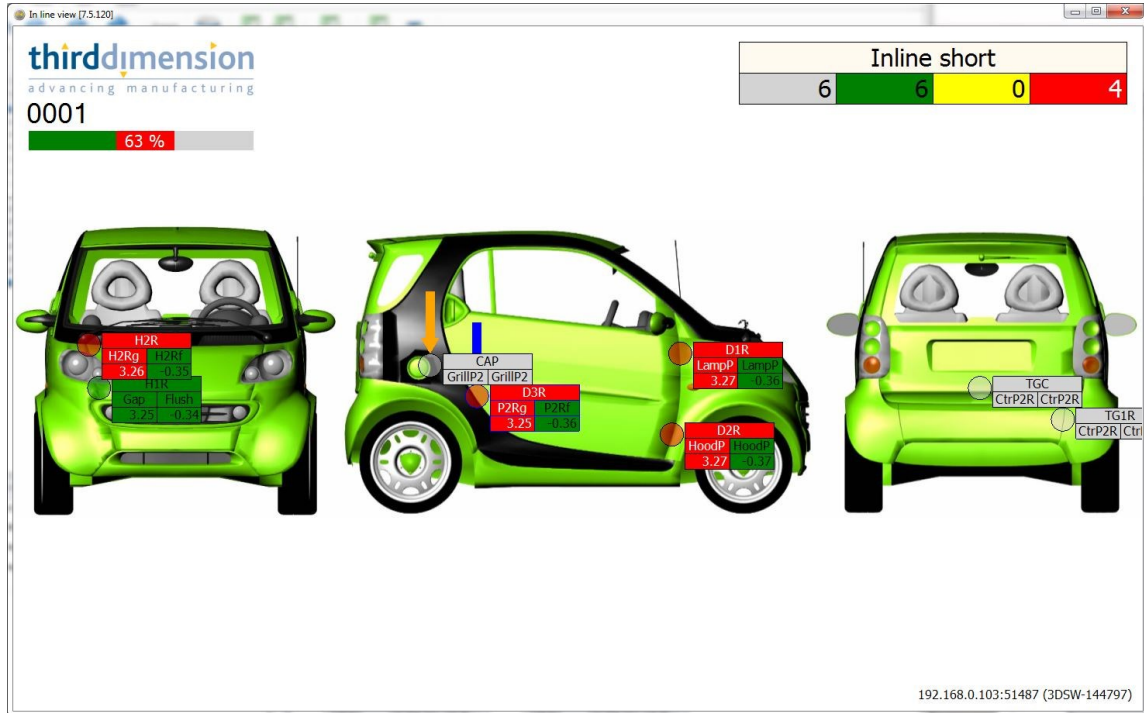 In line view [7.5.120]
thirddimension
advancing manufacturing
0001
63 %
Inline short
6 6 0 4
H2R
H2Rg H2Rf
3.26 -0.35
H1R
Gap Flush
3.25 -0.34
CAP
GrillP2 GrillP2
D3R
P2Rg P2Rf
3.25 -0.36
D1R
LampP LampP
3.27 -0.36
D2R
HoodP HoodP
3.27 -0.37
TGC
CtrP2R CtrP2R
TG1R
CtrP2R Ctrl
192.168.0.103:51487 (3DSW-144797)